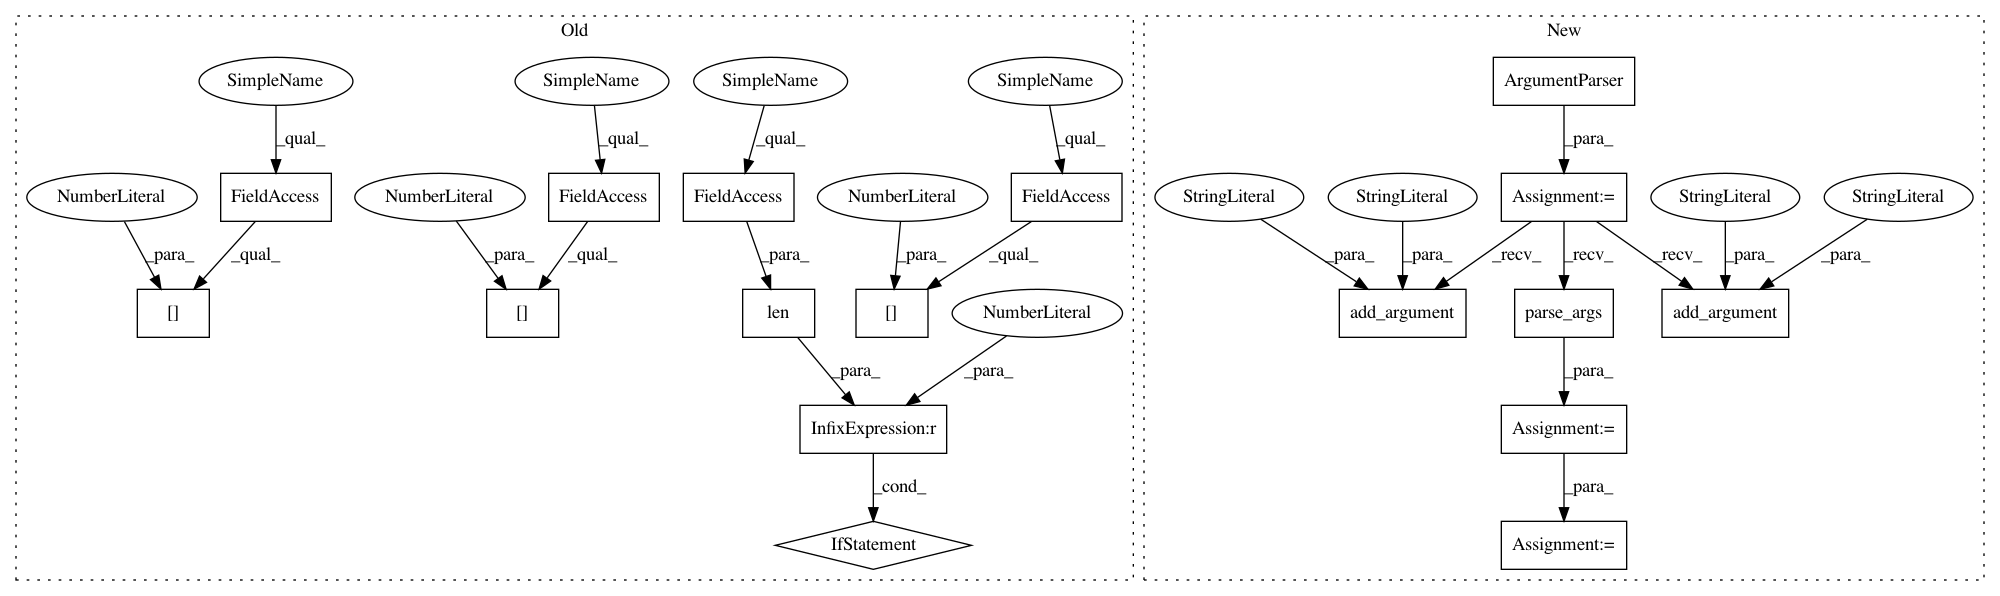 Old
New
SimpleName
SimpleName
SimpleName
SimpleName
ArgumentParser
_qual_
_qual_
_qual_
_qual_
_para_
NumberLiteral
FieldAccess
NumberLiteral
FieldAccess
FieldAccess
NumberLiteral
FieldAccess
StringLiteral
StringLiteral
Assignment:=
StringLiteral
StringLiteral
_para_
_qual_
_para_
_qual_
_para_
_para_
_qual_
_para_
_para_
_recv_
_recv_
_recv_
_para_
_para_
[]
[]
len
[]
NumberLiteral
add_argument
parse_args
add_argument
_para_
_para_
_para_
InfixExpression:r
Assignment:=
_cond_
_para_
IfStatement
Assignment:=